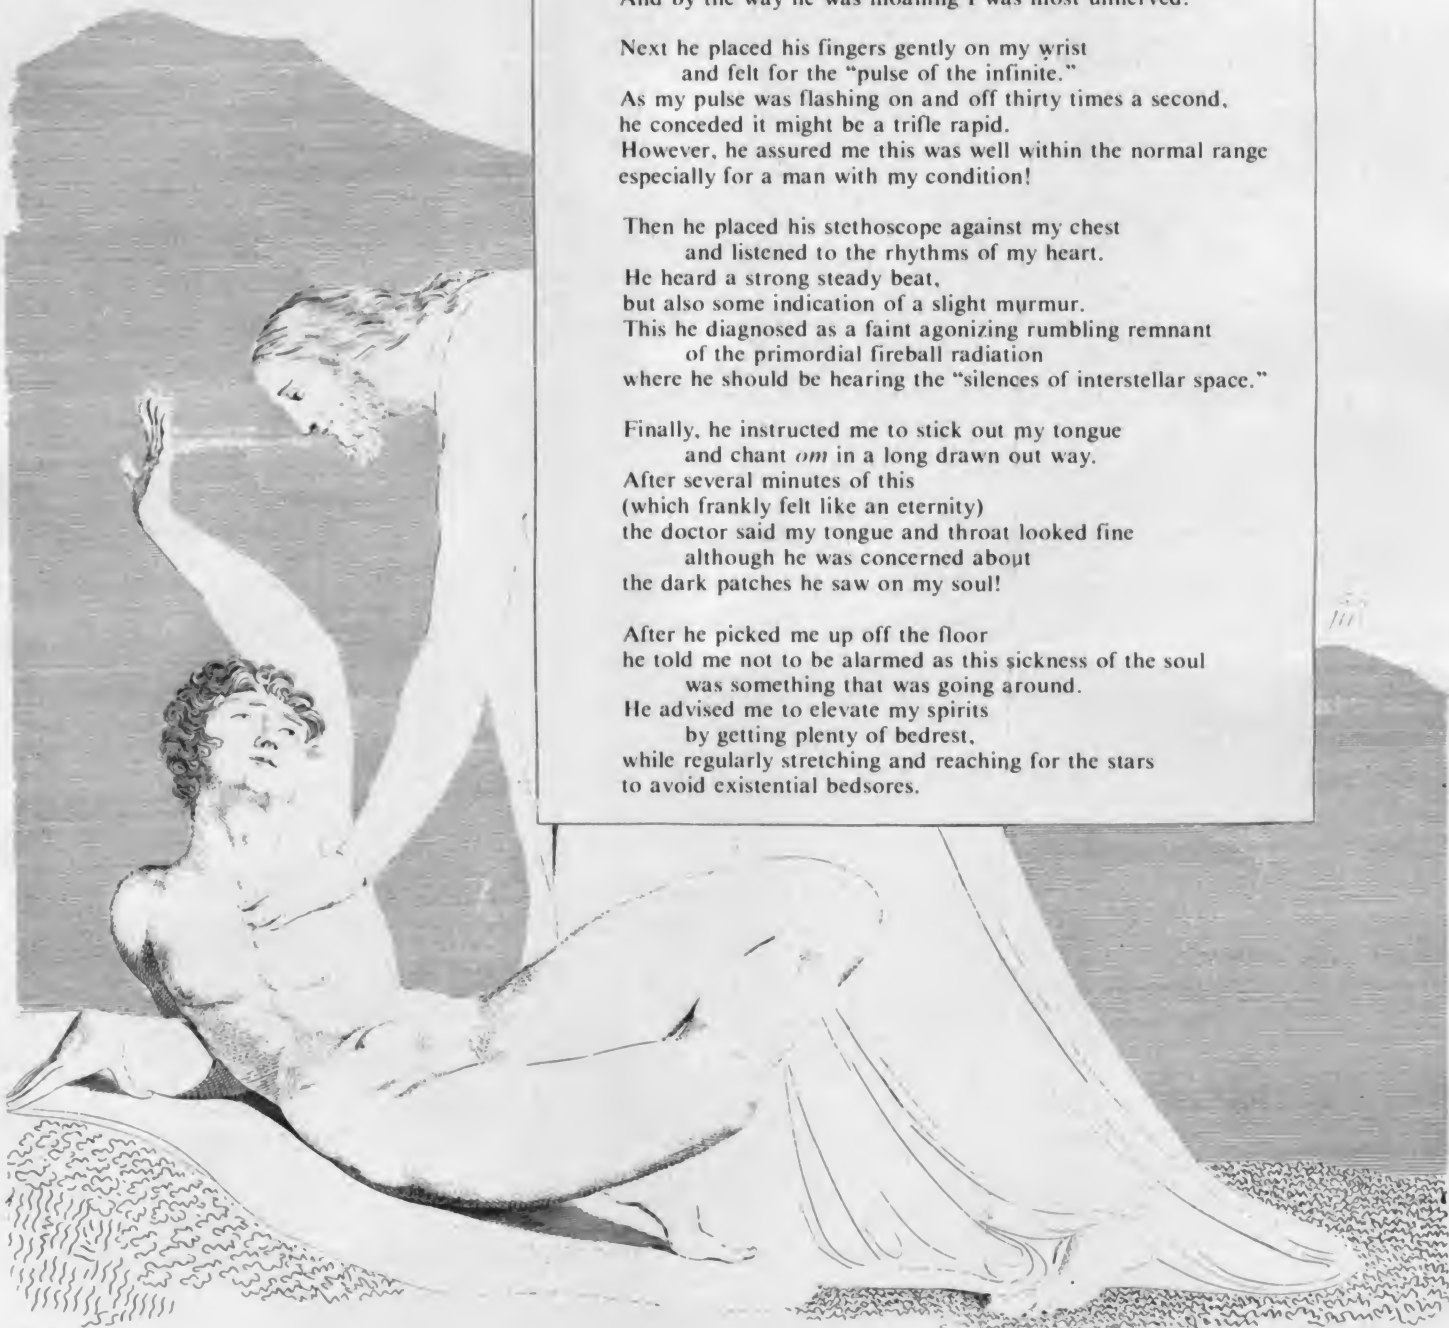 And by the way he was moaning I was most unnerved.
Next he placed his fingers gently on my wrist
and felt for the “pulse of the infinite.”
As my pulse was flashing on and off thirty times a second,
he conceded it might be a trifle rapid.
However, he assured me this was well within the normal range
especially for a man with my condition!
Then he placed his stethoscope against my chest
and listened to the rhythms of my heart.
He heard a strong steady beat,
but also some indication of a slight murmur.
This he diagnosed as a faint agonizing rumbling remnant
of the primordial fireball radiation
where he should be hearing the “silences of interstellar space.”
Finally, he instructed me to stick out my tongue
and chant om in a long drawn out way.
After several minutes of this
(which frankly felt like an eternity)
the doctor said my tongue and throat looked fine
although he was concerned about
the dark patches he saw on my soul!
After he picked me up off the floor
he told me not to be alarmed as this sickness of the soul
was something that was going around.
He advised me to elevate my spirits
by getting plenty of bedrest,
while regularly stretching and reaching for the stars
to avoid existential bedsores.